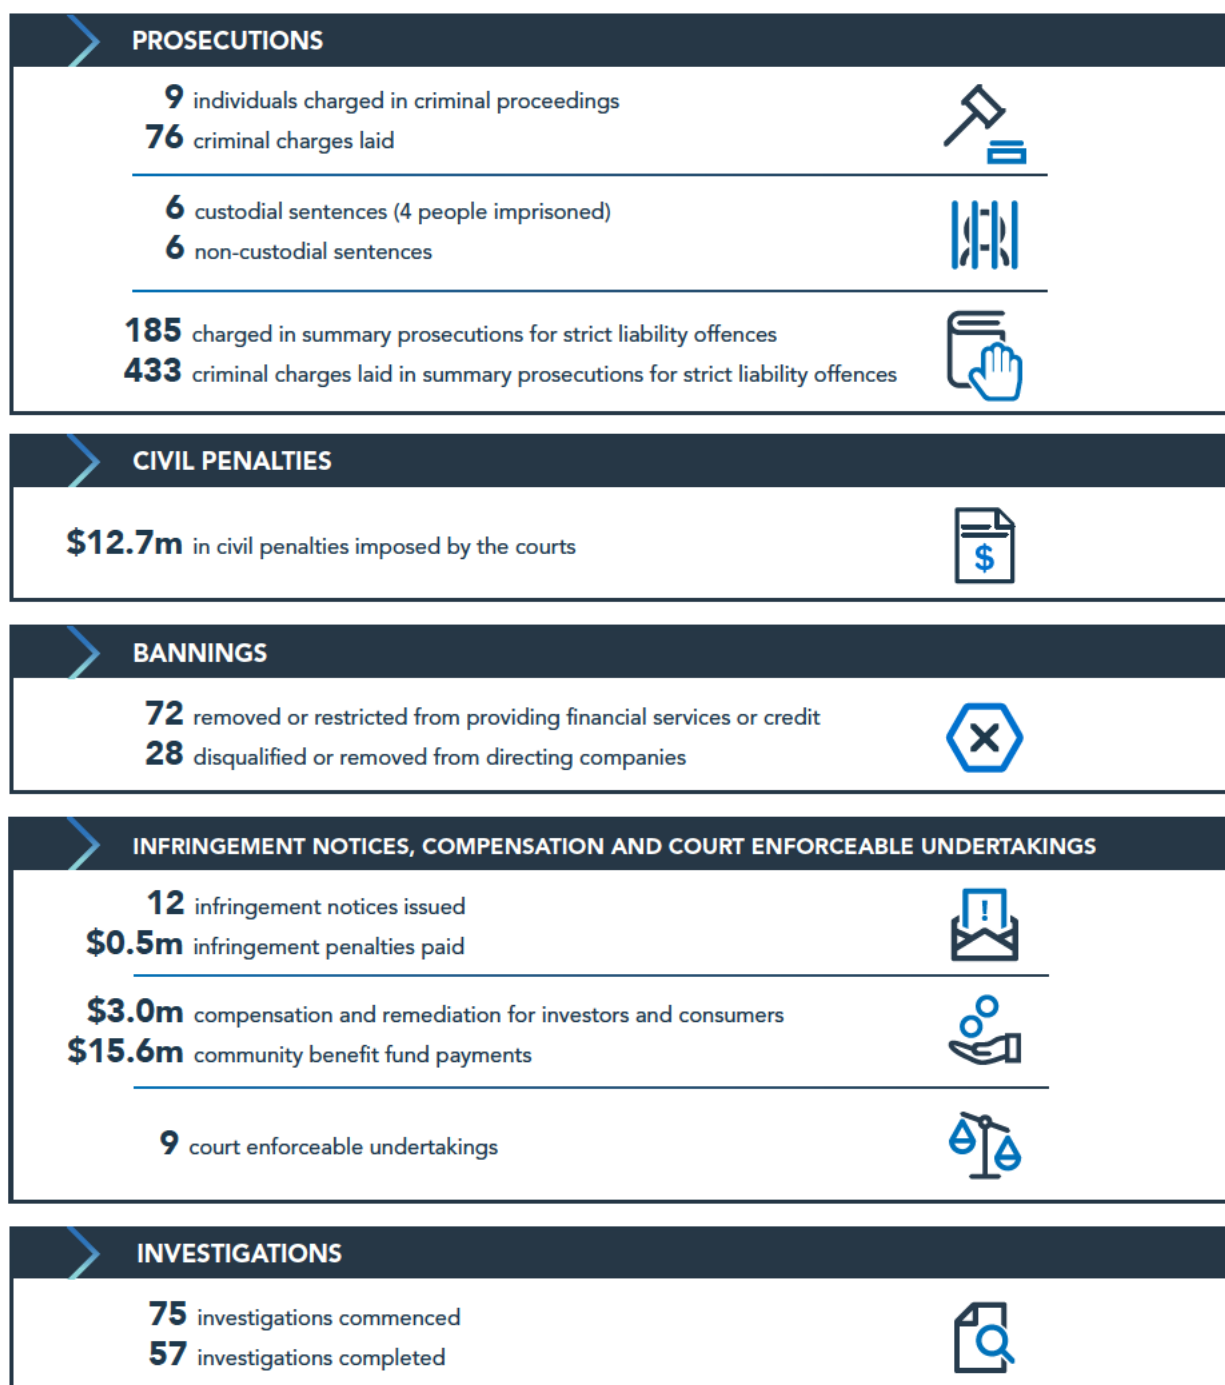 PROSECUTIONS
9 individuals charged in criminal proceedings
76 criminal charges laid
6 custodial sentences (4 people imprisoned)
6 non-custodial sentences
185 charged in summary prosecutions for strict liability offences
433 criminal charges laid in summary prosecutions for strict liability offences
CIVIL PENALTIES
$12.7m in civil penalties imposed by the courts
$
BANNINGS
72 removed or restricted from providing financial services or credit
28 disqualified or removed from directing companies
INFRINGEMENT NOTICES, COMPENSATION AND COURT ENFORCEABLE UNDERTAKINGS
12 infringement notices issued
!
$0.5m infringement penalties paid
$3.0m compensation and remediation for investors and consumers
$15.6m community benefit fund payments
9 court enforceable undertakings
INVESTIGATIONS
75 investigations commenced
57 investigations completed